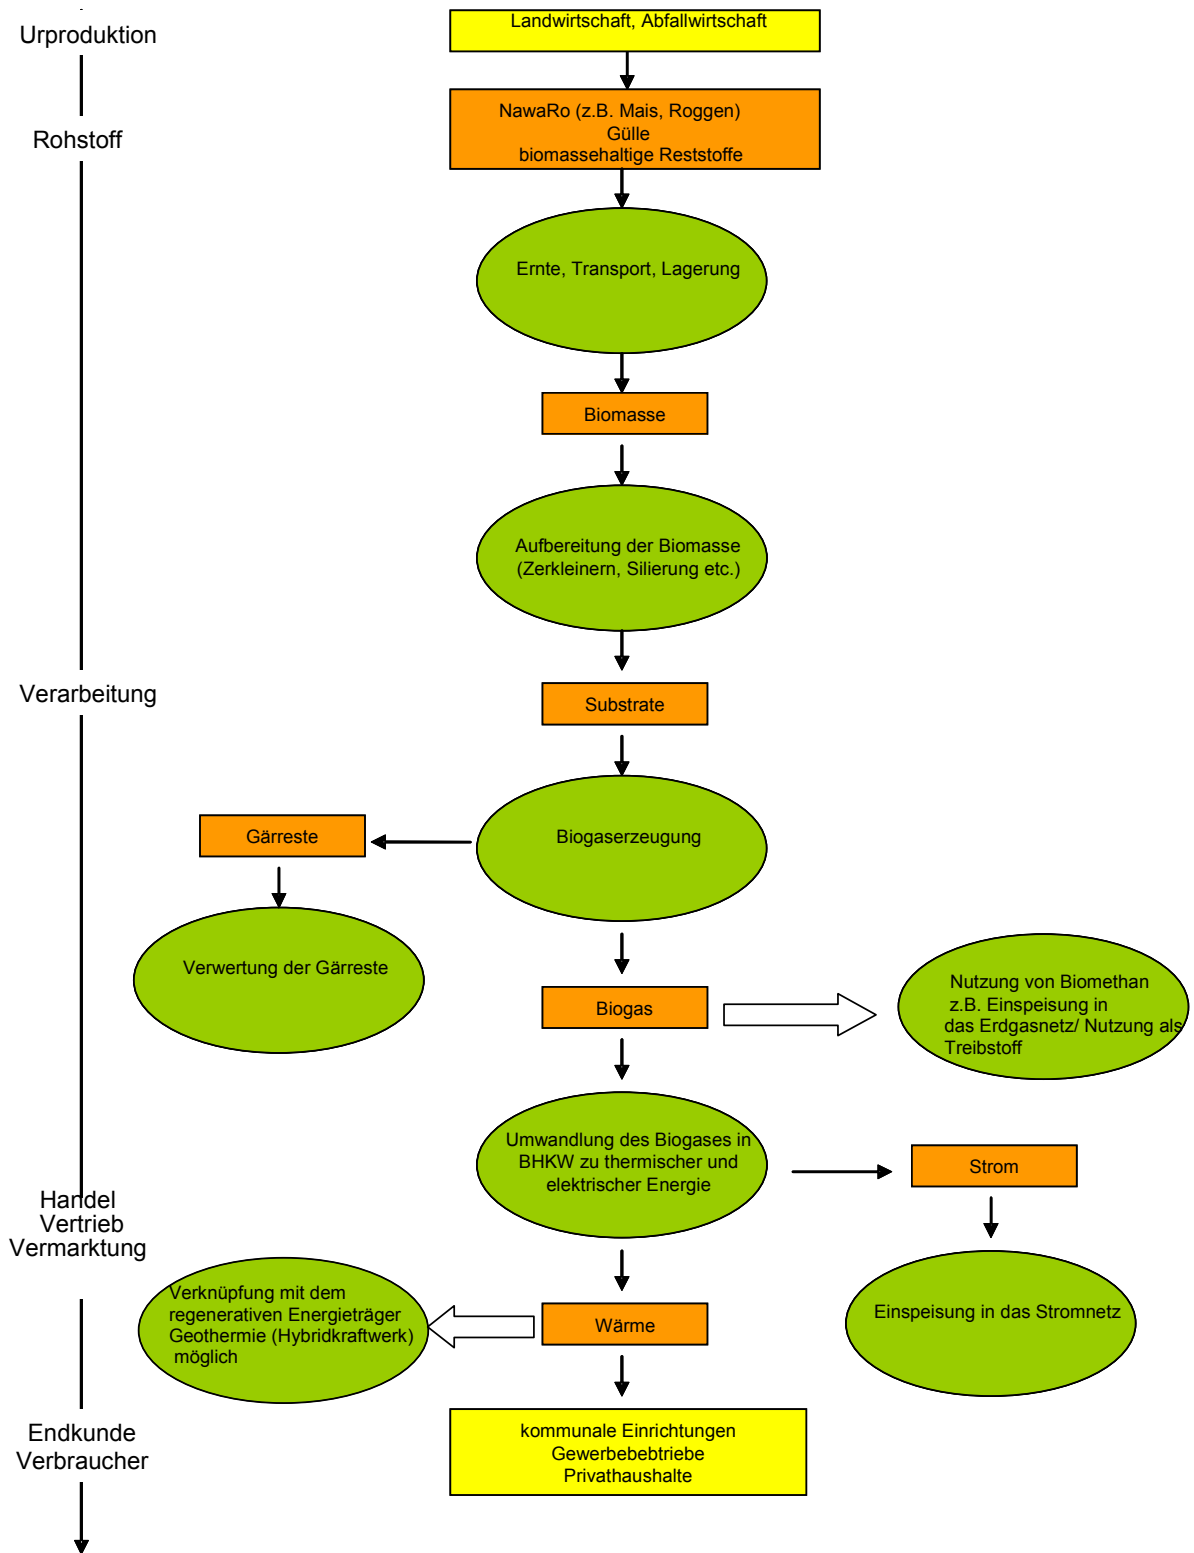 Urproduktion
Landwirtschaft, Abfallwirtschaft
Rohstoff
NawaRo (z.B. Mais, Roggen)
Gülle
biomassehaltige Reststoffe
Ernte, Transport, Lagerung
Biomasse
Aufbereitung der Biomasse
(Zerkleinern, Silierung etc.)
Verarbeitung
Substrate
Gärreste
Biogaserzeugung
Verwertung der Gärreste
Biogas
Nutzung von Biomethan
z.B. Einspeisung in
das Erdgasnetz/ Nutzung als
Treibstoff
Umwandlung des Biogases in
BHKW zu thermischer und
elektrischer Energie
Strom
Handel
Vertrieb
Vermarktung
Verknüpfung mit dem
regenerativen Energieträger
Geothermie (Hybridkraftwerk)
möglich
Wärme
Einspeisung in das Stromnetz
Endkunde
Verbraucher
kommunale Einrichtungen
Gewerbebebtriebe
Privathaushalte